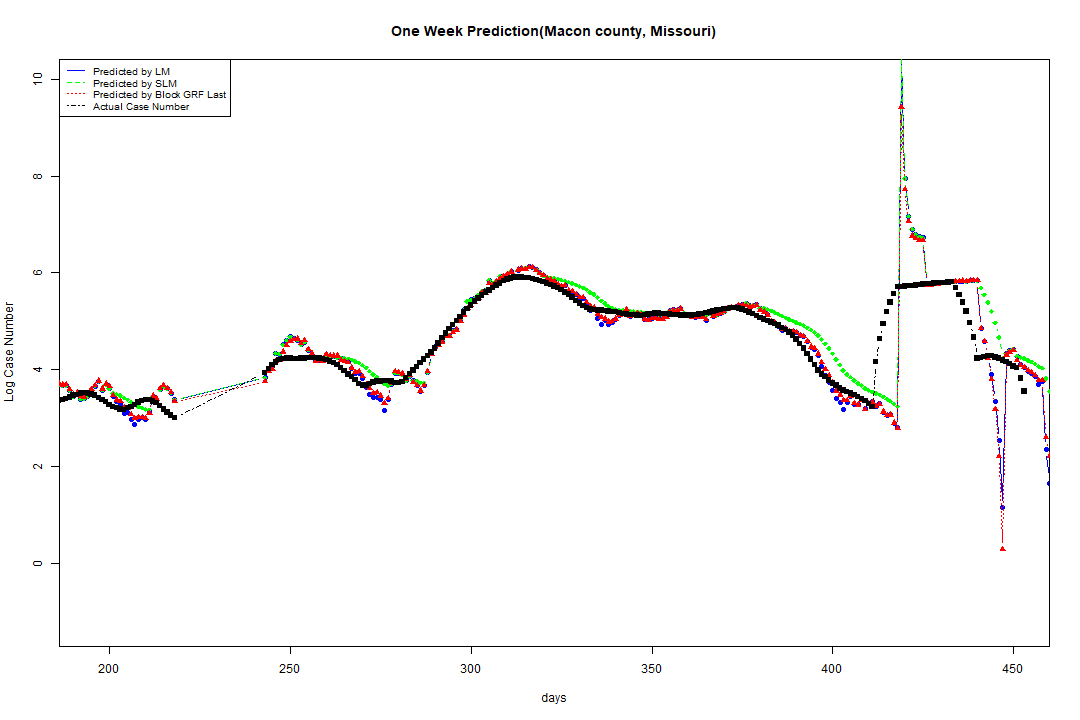 One Week Prediction(Macon county, Missouri)
Predicted by LM
Predicted by SLM
Predicted by Block GRF Last
Actual Case Number
10
8
6
4
2
0
Log Case Number
200 250 300 350 400 450
days